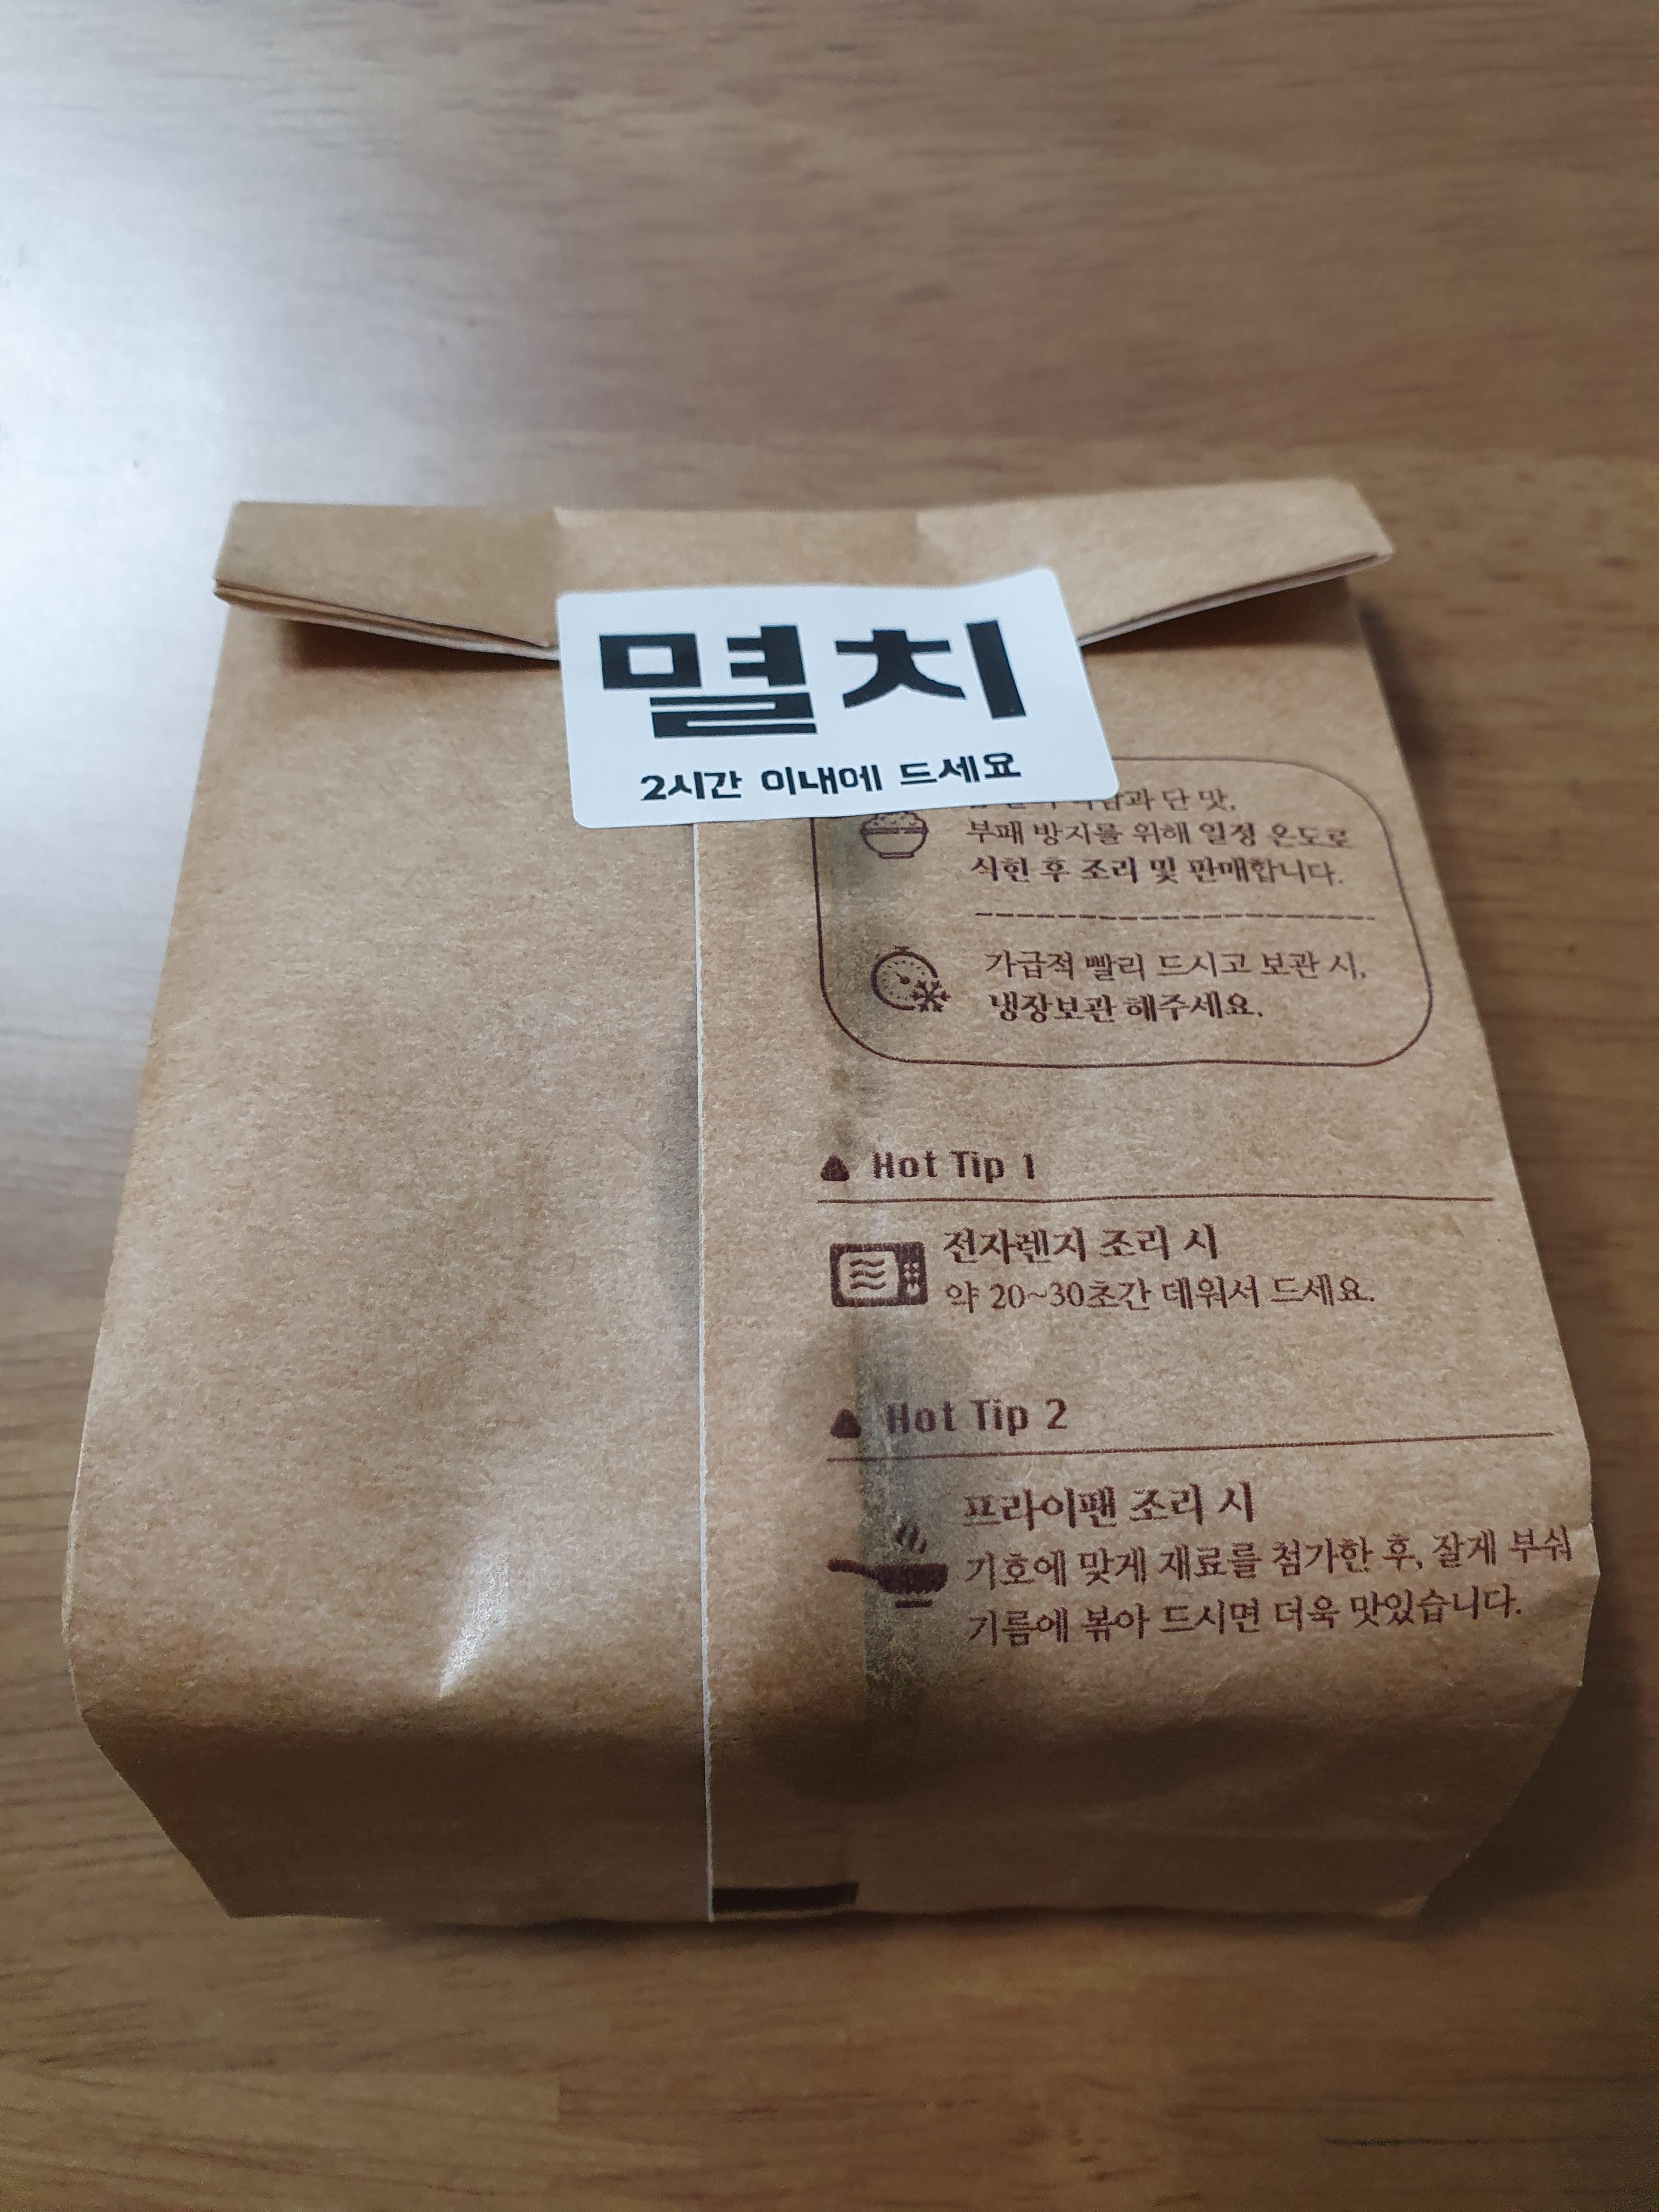 멸치
2시간 이내에 드세요
단 맛,
부패 방지를 위해 일정 온도로
식힌 후 조리 및 판매합니다.
가급적 빨리 드시고 보관 시,
냉장보관 해주세요.
Hot Tip 1
전자렌지 조리 시
약 20~30초간 데워서 드세요.
Hot Tip 2
프라이팬 조리 시
기호에 맞게 재료를 첨가한 후, 잘게 부숴
기름에 볶아 드시면 더욱 맛있습니다.